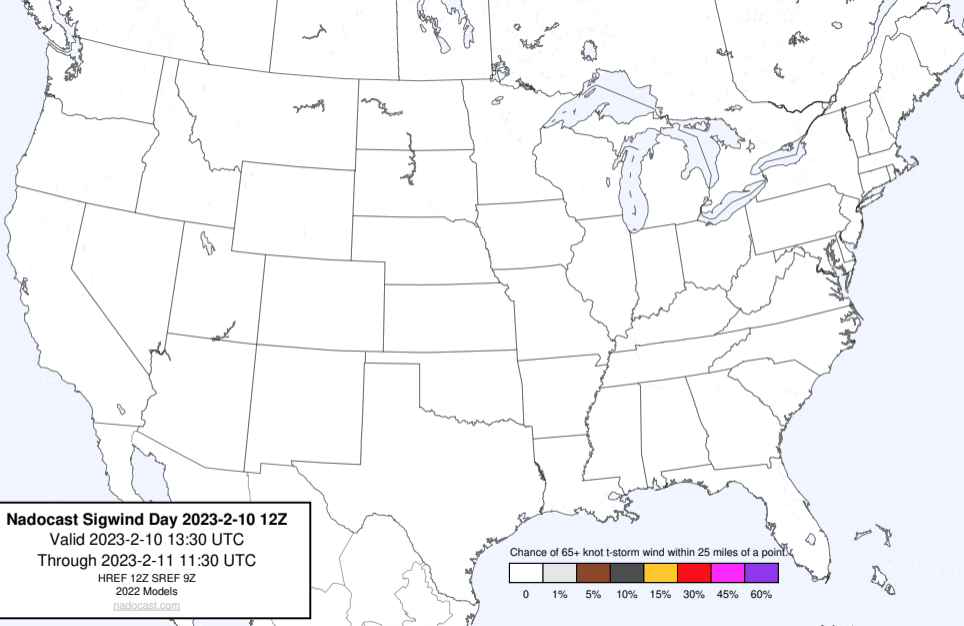 Nadocast Sigwind Day 2023-2-10 12Z
Valid 2023-2-10 13:30 UTC
Through 2023-2-11 11:30 UTC
HREF 12Z SREF 9Z
2022 Models
nadocast.com
Chance of 65+ knot t-storm wind within 25 miles of a point.
0 1% 5% 10% 15% 30% 45% 60%